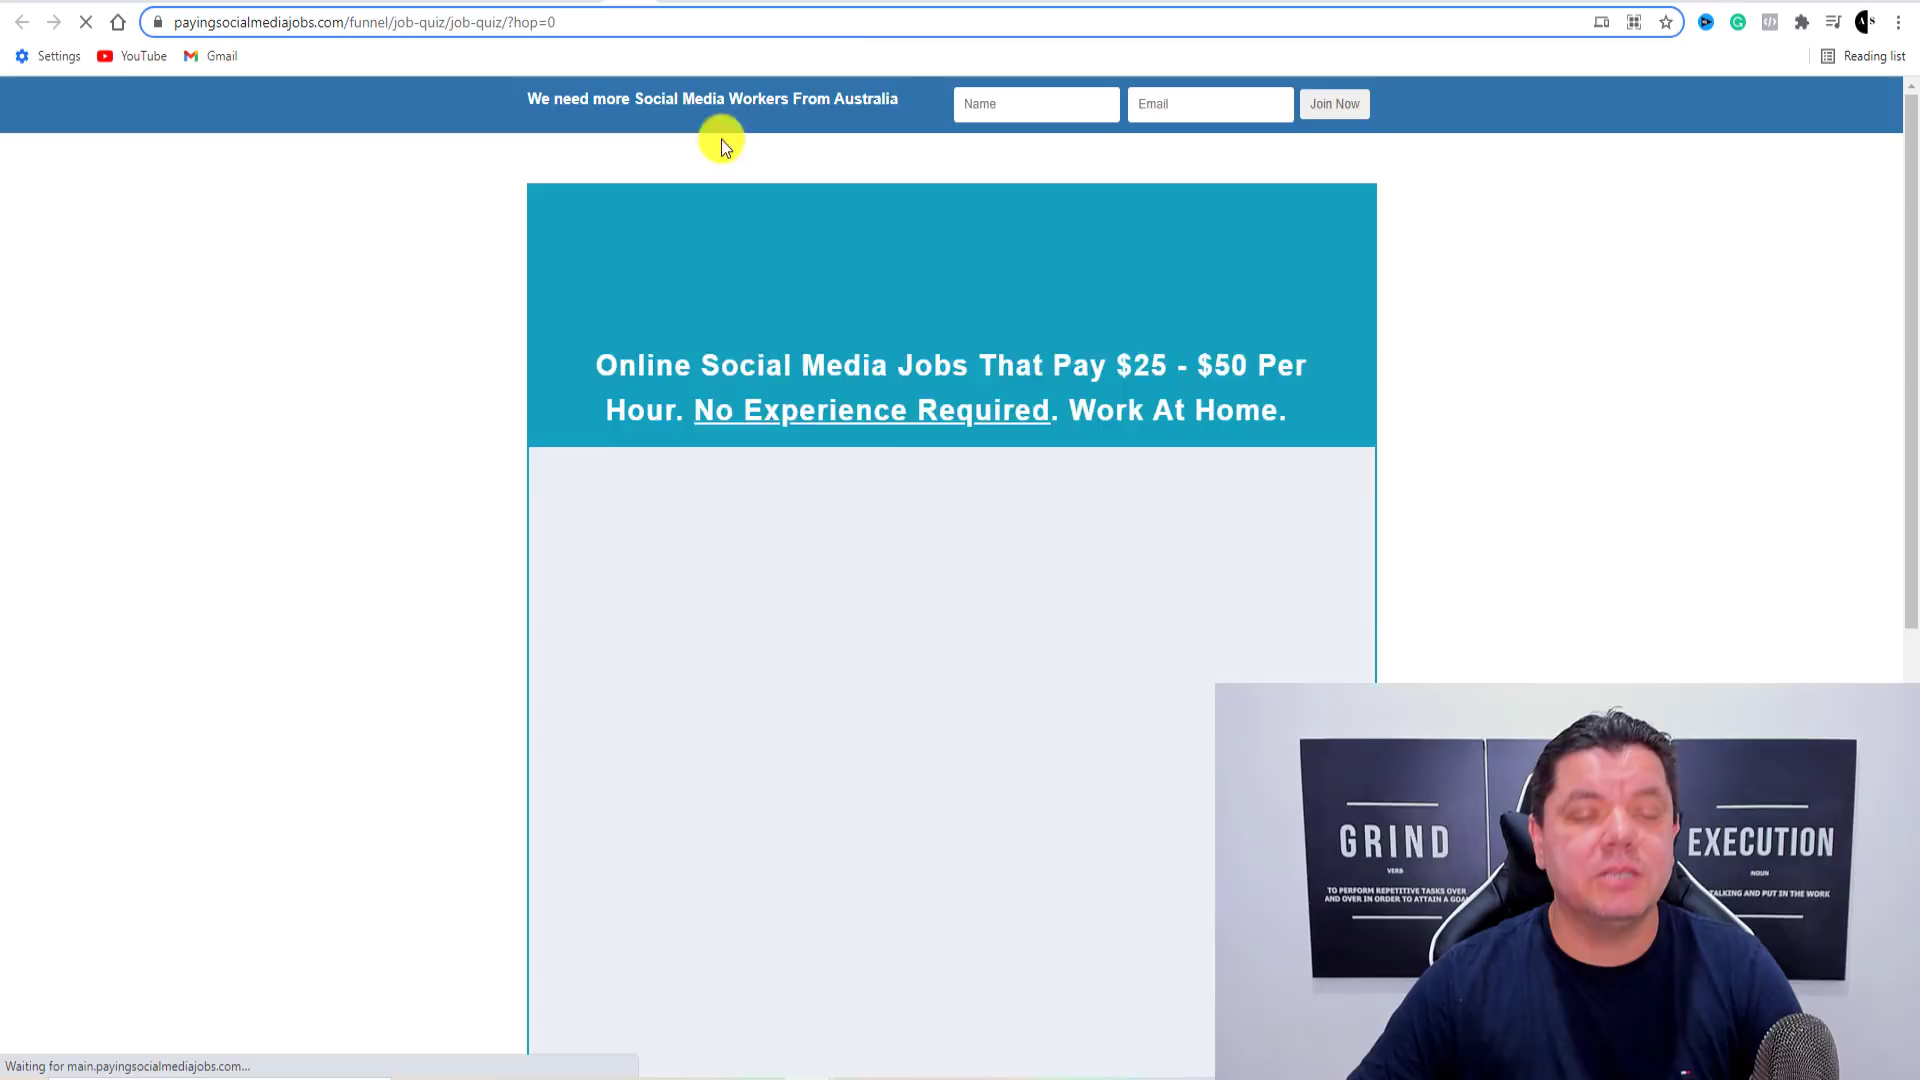 payingsocialmediajobs.com/funnel/job-quiz/job-quiz/?hop=0
Settings
YouTube
Gmail
Reading list
We need more Social Media Workers From Australia
Name
Email
Join Now
Online Social Media Jobs That Pay $25 - $50 Per
Hour. No Experience Required. Work At Home.
GRIND
VERB
TO PERFORM REPETITIVE TASKS OVER
AND OVER IN ORDER TO ATTAIN A GOA
EXECUTION
NOUN
TALKING AND PUT IN THE WORK
Waiting for main.payingsocialmediajobs.com...